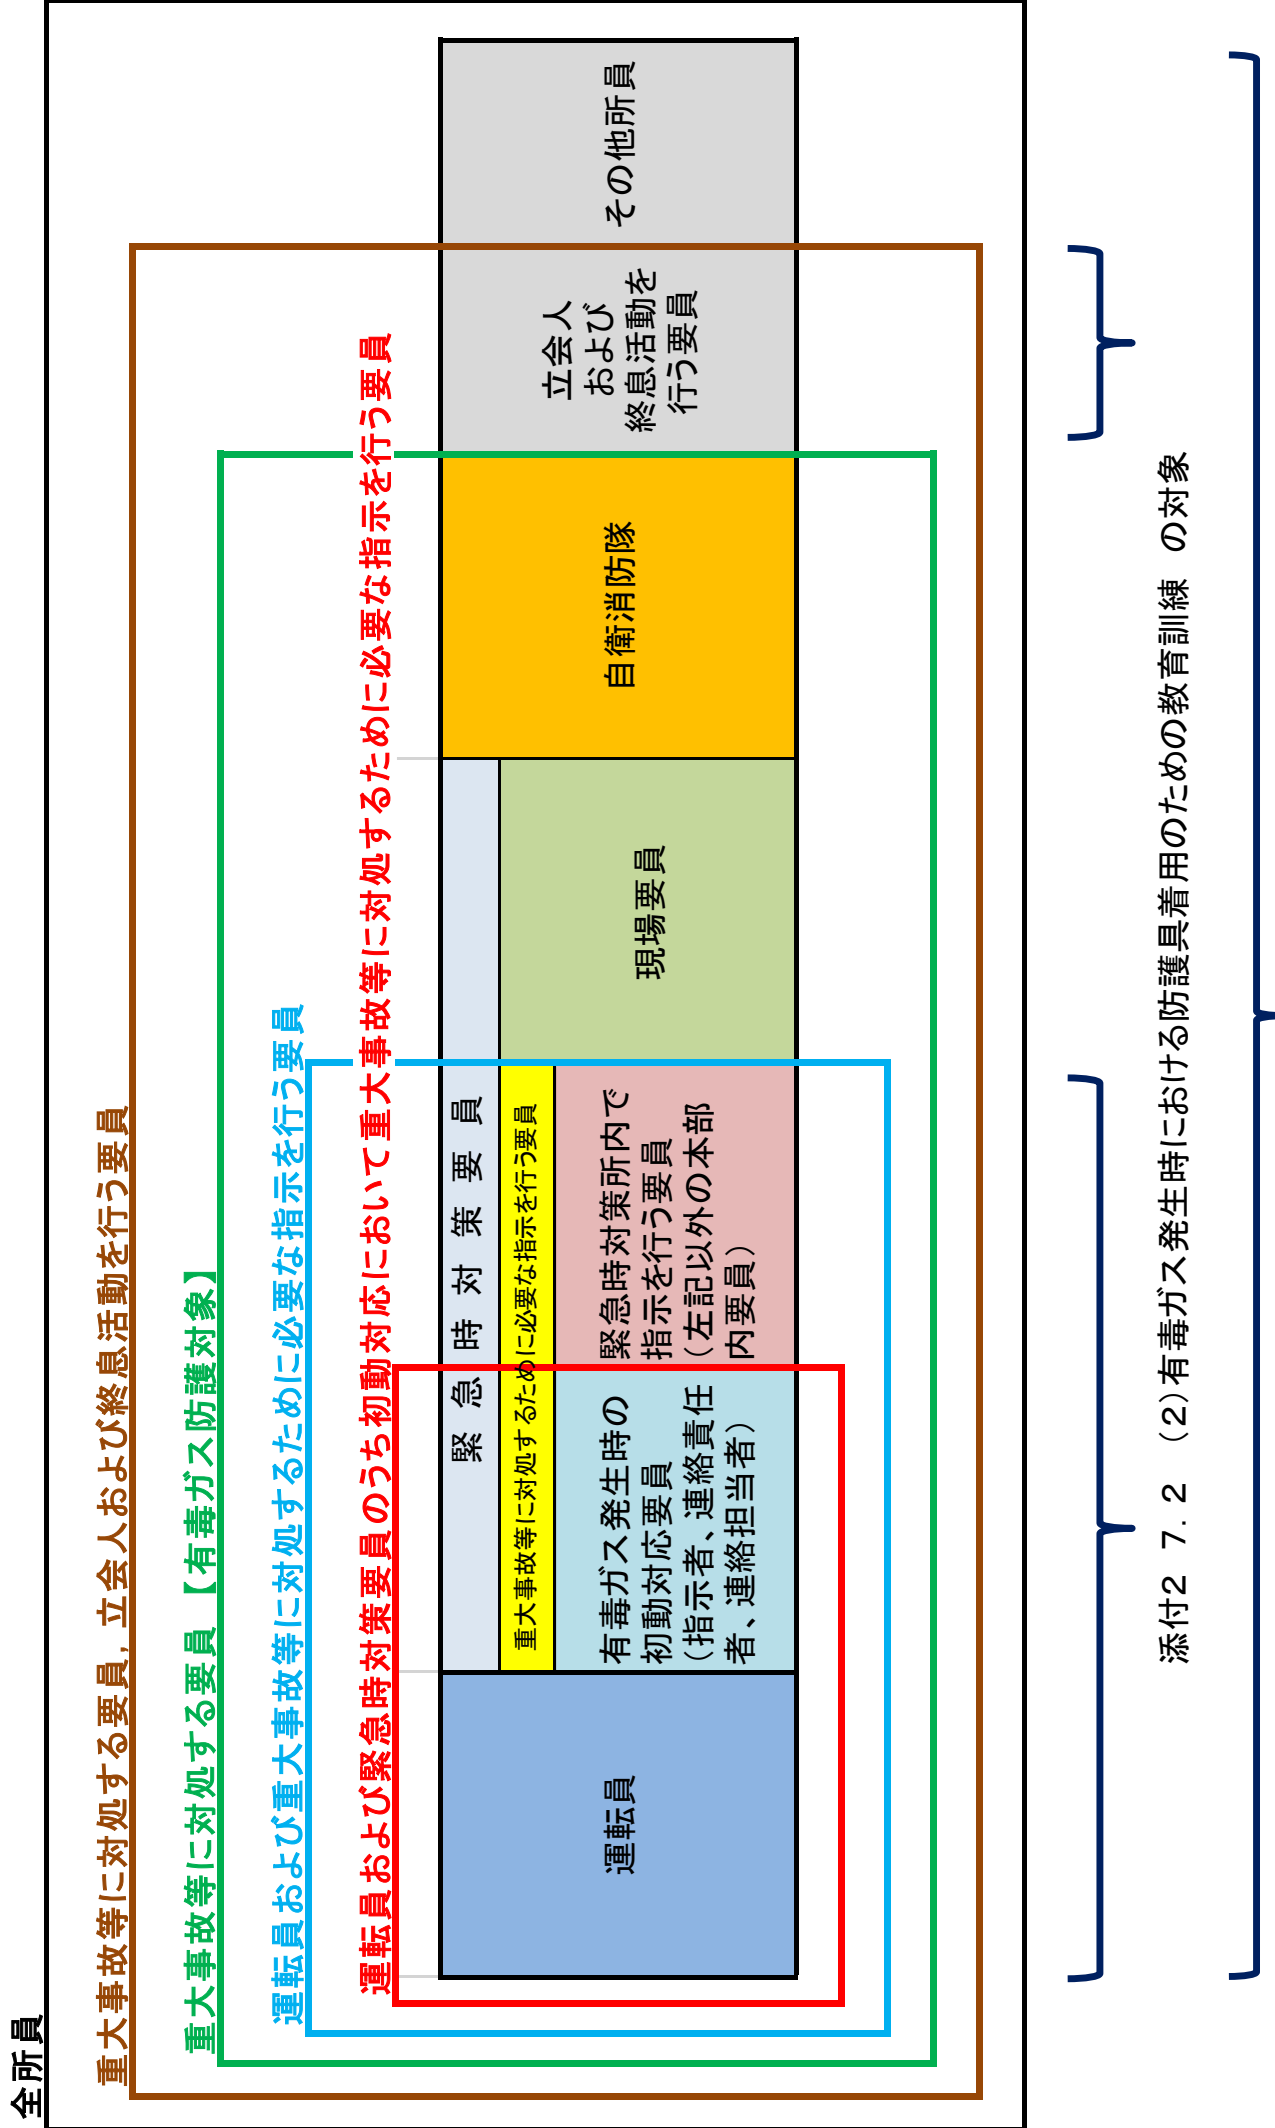 全所員
重大事故等に対処する要員，立会人および終息活動を行う要員
重大事故等に対処する要員【有毒ガス防護対象】
運転員および重大事故等に対処するために必要な指示を行う要員
運転員および緊急時対策要員のうち初動対応において重大事故等に対処するために必要な指示を行う要員
緊急時対策要員
重大事故等に対処するために必要な指示を行う要員
運転員
有毒ガス発生時の
初動対応要員
（指示者、連絡責任
者、連絡担当者）
緊急時対策所内で
指示を行う要員
（左記以外の本部
内要員）
現場要員
自衛消防隊
立会人
および
終息活動を
行う要員
その他所員
添付２　７．２　（２）有毒ガス発生時における防護具着用のための教育訓練　の対象